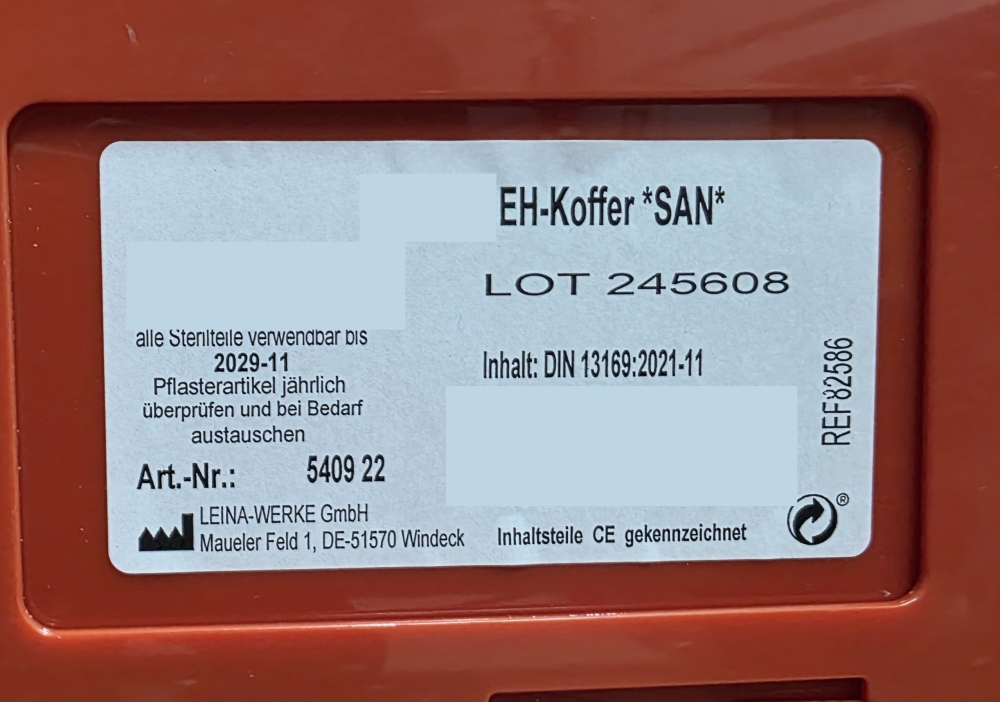 EH-Koffer *SAN*
LOT 245608
alle Sterilteile verwendbar bis
2029-11
Pflasterartikel jährlich
überprüfen und bei Bedarf
austauschen
Inhalt: DIN 13169:2021-11
REF82586
Art.-Nr.: 5409 22
LEINA-WERKE GmbH
Maueler Feld 1, DE-51570 Windeck
Inhaltsteile CE gekennzeichnet
®